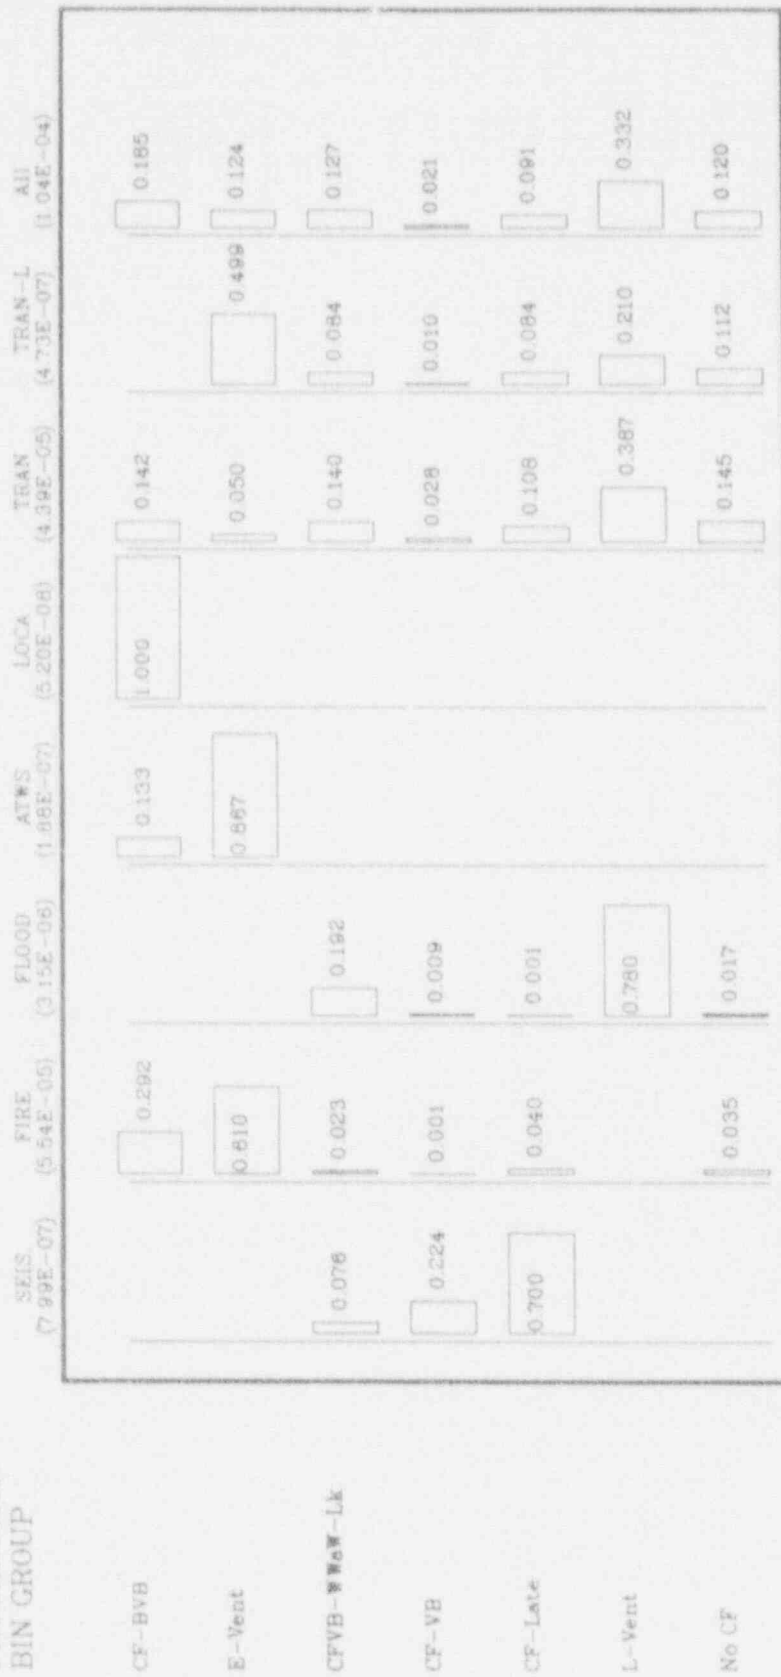 BIN GROUP SEIS. FIRE FLOOD ATWS LOCA TRAN TRAN-L All
(7.99E-07) (5.54E-05) (3.15E-06) (1.88E-07) (5.20E-08) (4.39E-05) (4.73E-07) (1.04E-04)
CF-BVB 0.292 0.133 1.000 0.142 0.185
E-Vent 0.610 0.867 0.050 0.499 0.124
CFVB-WWaW-Lk 0.076 0.023 0.192 0.140 0.084 0.127
CF-VB 0.224 0.001 0.009 0.028 0.010 0.021
CF-Late 0.700 0.040 0.001 0.108 0.084 0.091
L-Vent 0.780 0.387 0.210 0.332
No CF 0.035 0.017 0.145 0.112 0.120